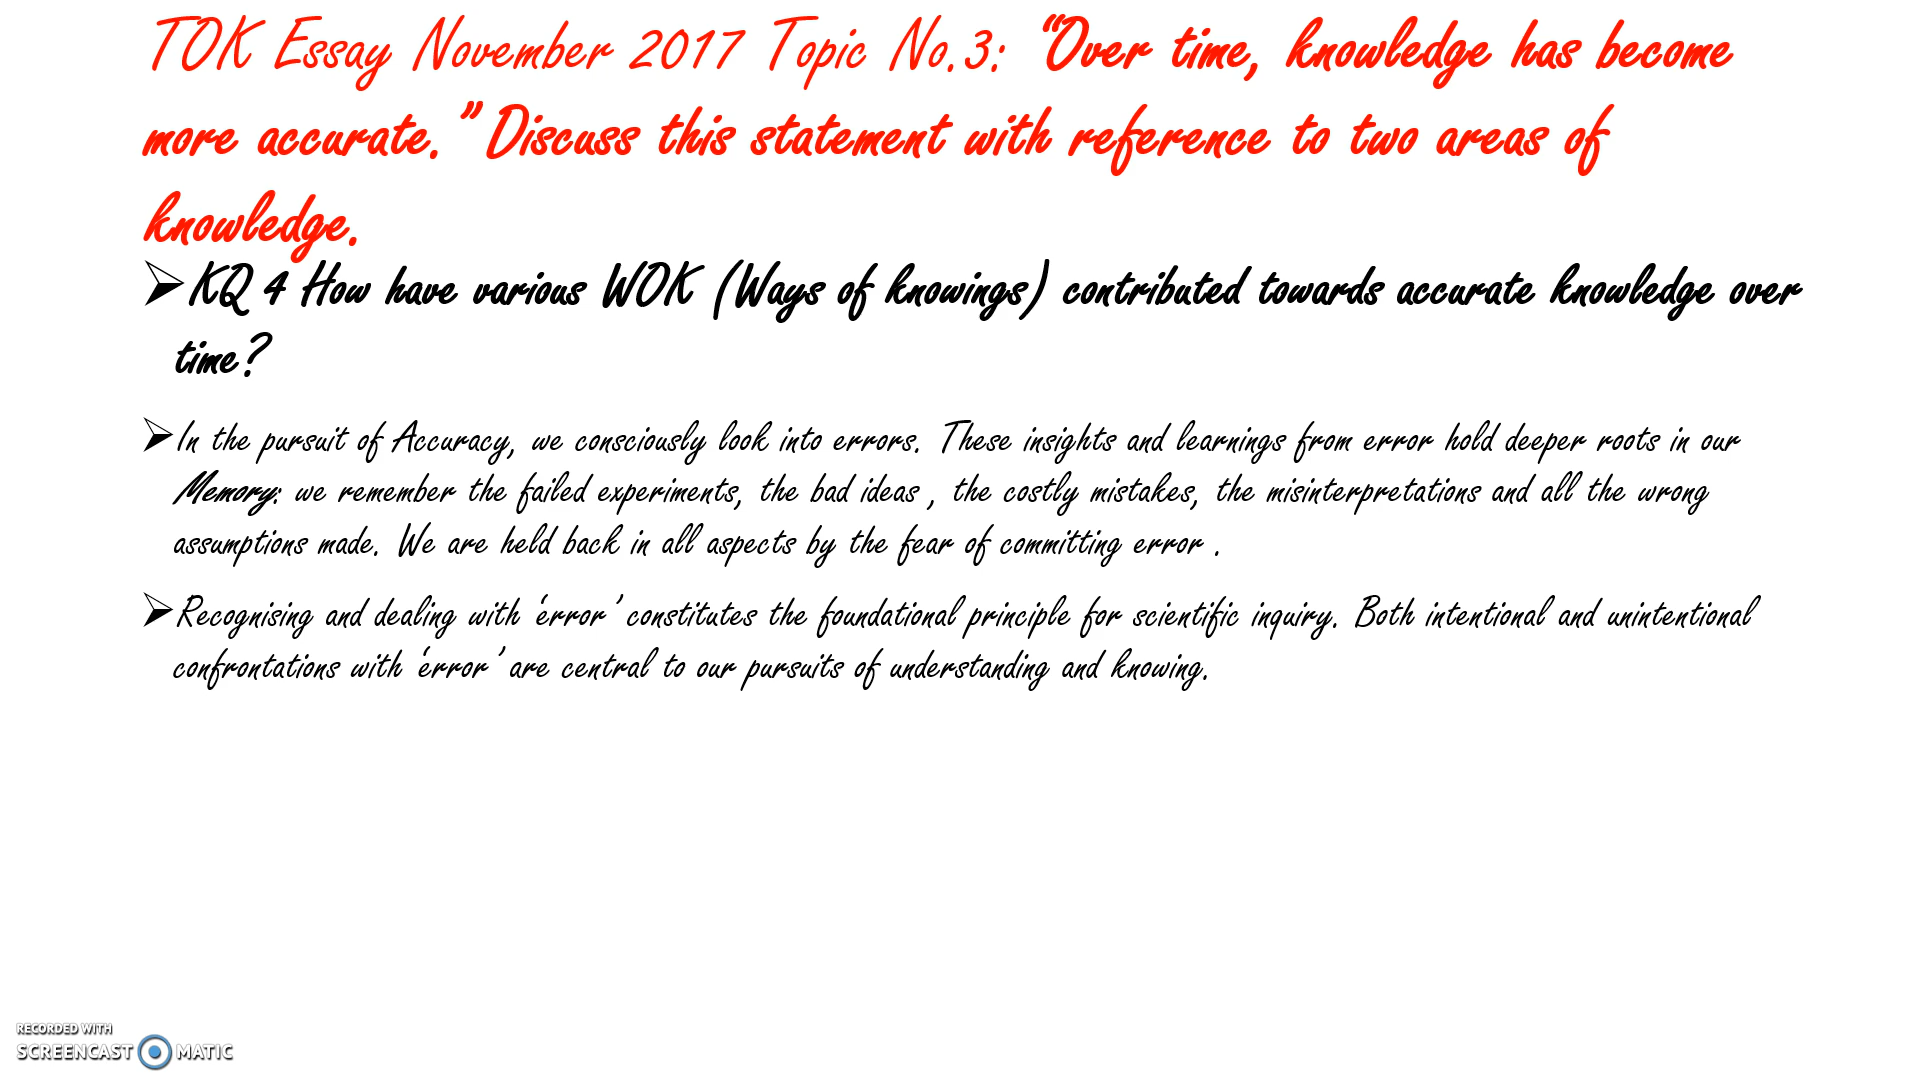 TOK Essay November 2017 Topic No.3: “Over time, knowledge has become
more accurate.” Discuss this statement with reference to two areas of
knowledge.
➢KQ 4 How have various WOK (Ways of knowings) contributed towards accurate knowledge over
time?
➢In the pursuit of Accuracy, we consciously look into errors. These insights and learnings from error hold deeper roots in our
Memory: we remember the failed experiments, the bad ideas , the costly mistakes, the misinterpretations and all the wrong
assumptions made. We are held back in all aspects by the fear of committing error .
➢Recognising and dealing with ‘error’ constitutes the foundational principle for scientific inquiry. Both intentional and unintentional
confrontations with ‘error’ are central to our pursuits of understanding and knowing.
RECORDED WITH
SCREENCAST MATIC